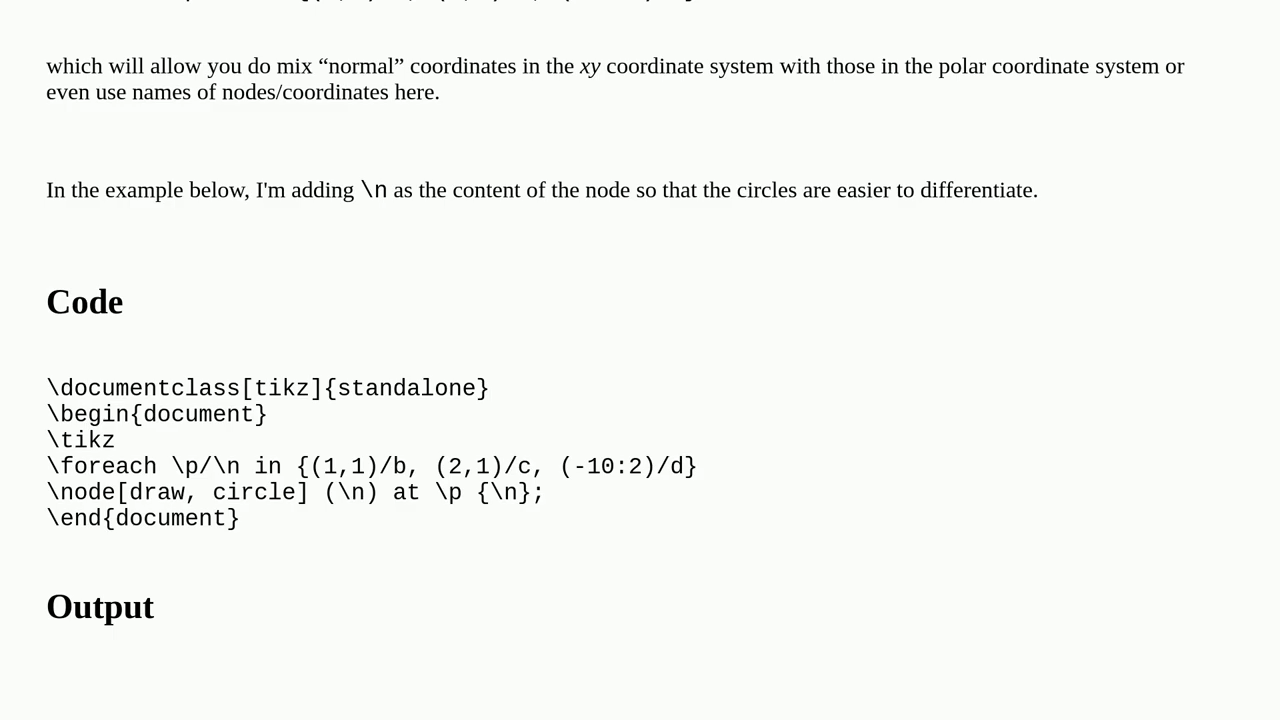 which will allow you do mix “normal” coordinates in the xy coordinate system with those in the polar coordinate system or
even use names of nodes/coordinates here.
In the example below, I'm adding \n as the content of the node so that the circles are easier to differentiate.
Code
\documentclass[tikz]{standalone}
\begin{document}
\tikz
\foreach \p/\n in {(1,1)/b, (2,1)/c, (-10:2)/d}
\node[draw, circle] (\n) at \p {\n};
\end{document}
Output